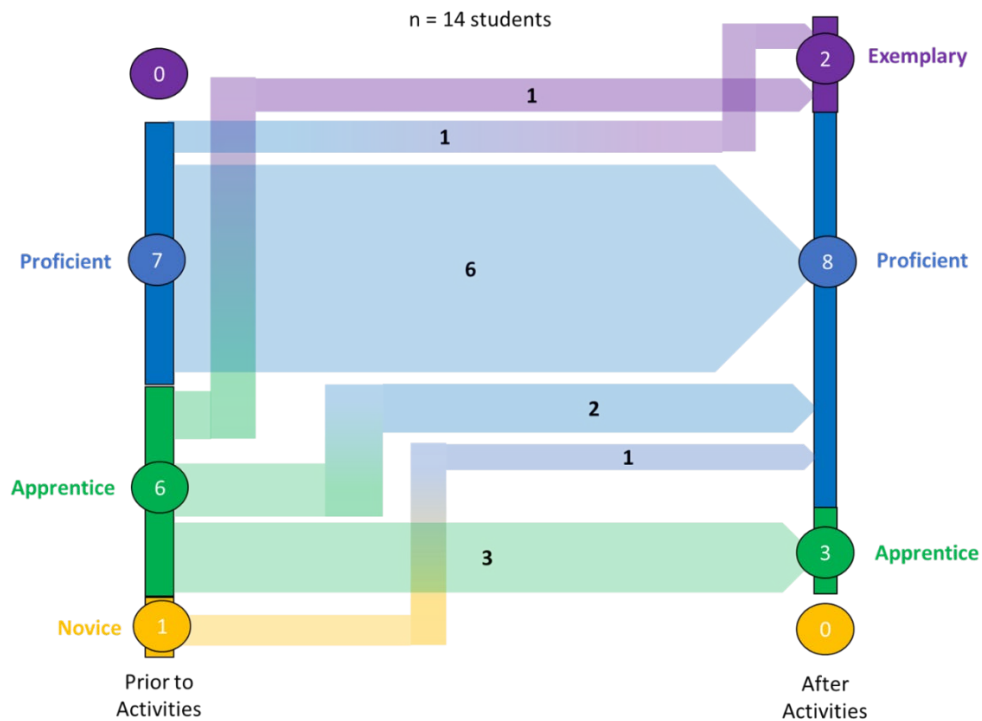 n = 14 students
0
2
Exemplary
1
1
Proficient
7
6
8
Proficient
2
1
Apprentice
6
3
3
Apprentice
Novice
1
0
Prior to
Activities
After
Activities